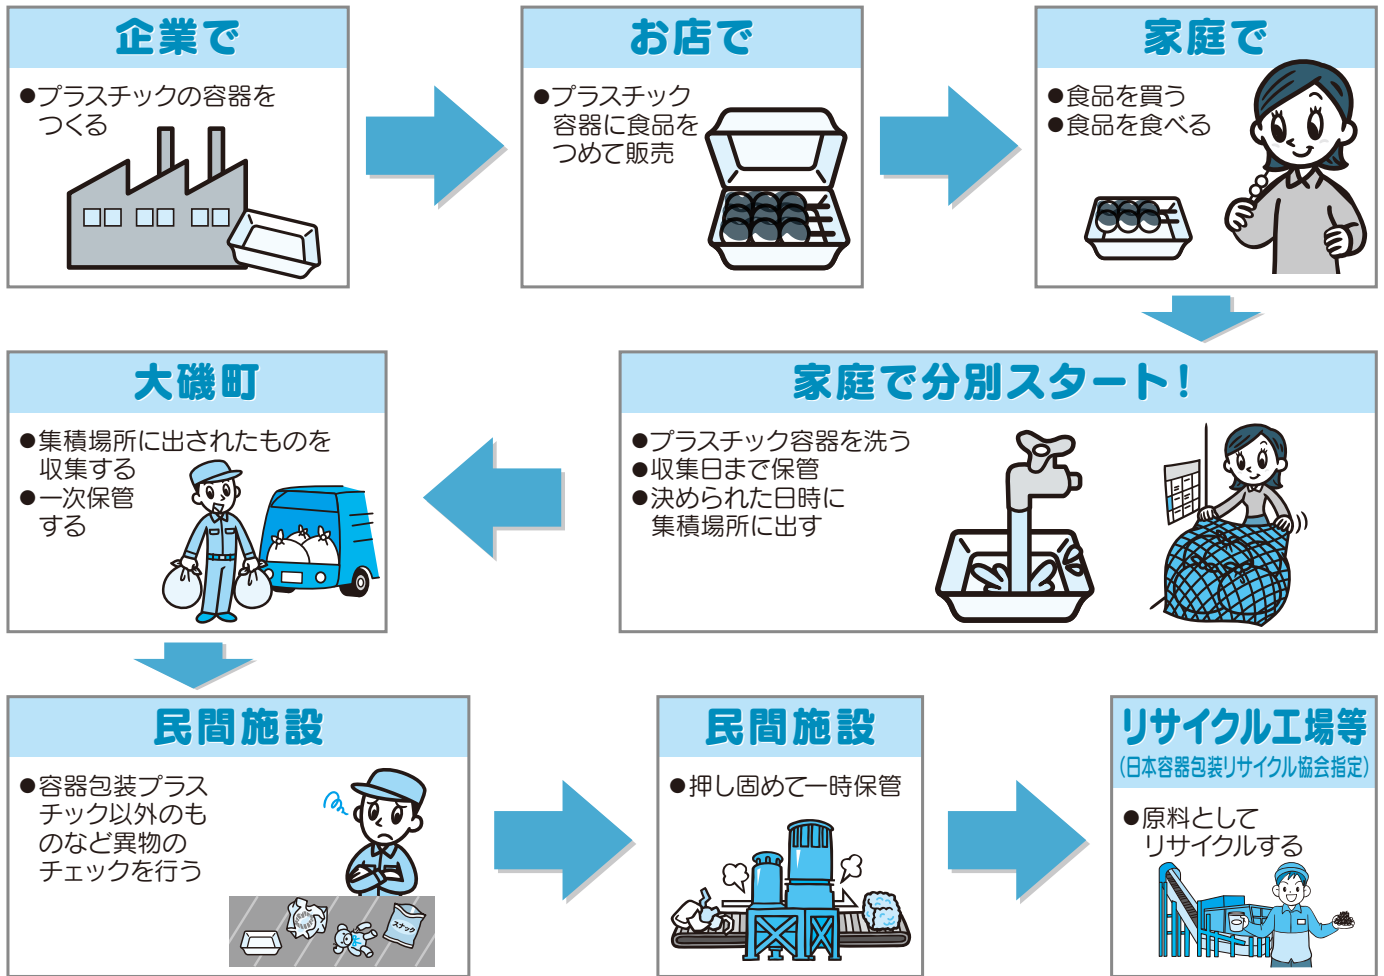 企業で
●プラスチックの容器を
つくる
お店で
●プラスチック
容器に食品を
つめて販売
家庭で
●食品を買う
●食品を食べる
家庭で分別スタート！
●プラスチック容器を洗う
●収集日まで保管
●決められた日時に
集積場所に出す
大磯町
●集積場所に出されたものを
収集する
●一次保管
する
民間施設
●容器包装プラス
チック以外のも
のなど異物の
チェックを行う
スナック
民間施設
●押し固めて一時保管
リサイクル工場等
（日本容器包装リサイクル協会指定）
●原料として
リサイクルする